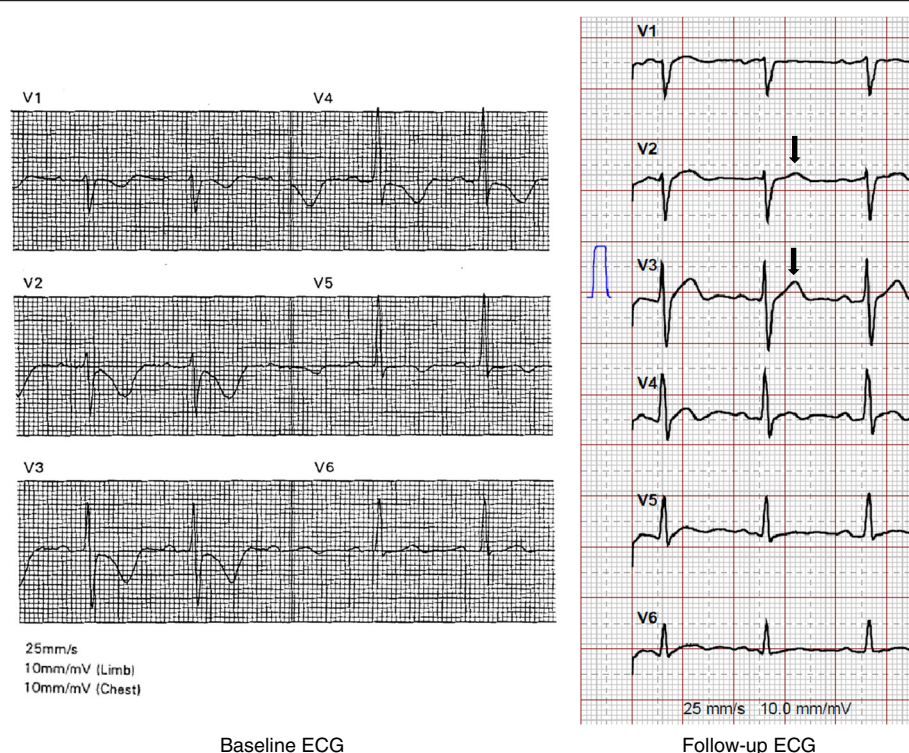 V1
V4
V2
V5
V3
V6
25mm/s
10mm/mV (Limb)
10mm/mV (Chest)
Baseline ECG
V1
V2
V3
V4
V5
V6
25 mm/s 10.0 mm/mV
Follow-up ECG